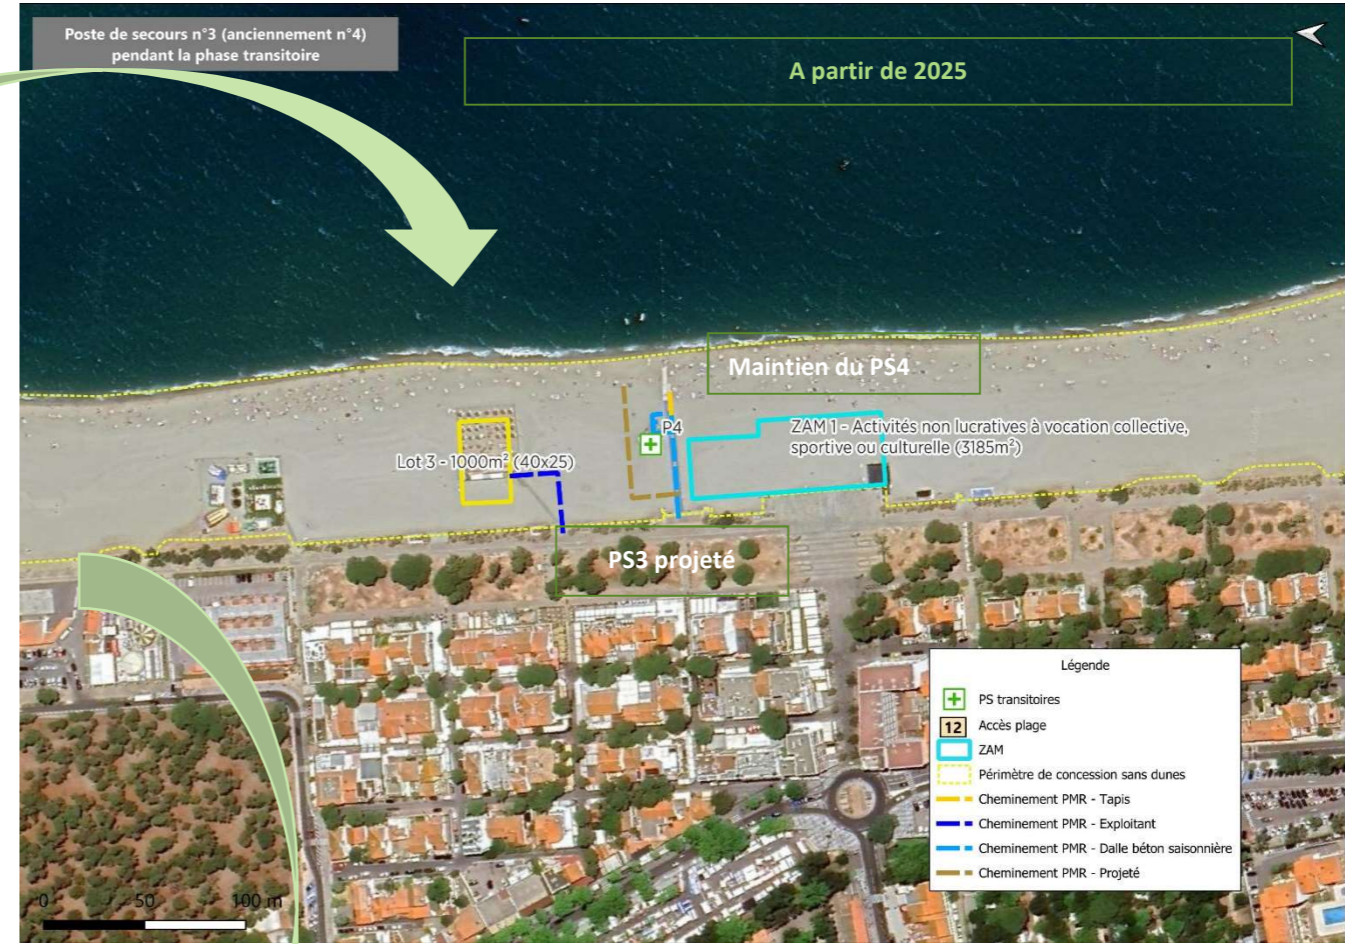 Poste de secours n°3 (anciennement n°4)
pendant la phase transitoire
A partir de 2025
Maintien du PS4
P4
ZAM 1 - Activités non lucratives à vocation collective,
sportive ou culturelle (3185m²)
Lot 3 - 1000m² (40x25)
PS3 projeté
Légende
PS transitoires
12 Accès plage
ZAM
Périmètre de concession sans dunes
Cheminement PMR - Tapis
Cheminement PMR - Exploitant
Cheminement PMR - Dalle béton saisonnière
Cheminement PMR - Projeté
0 50 100 m